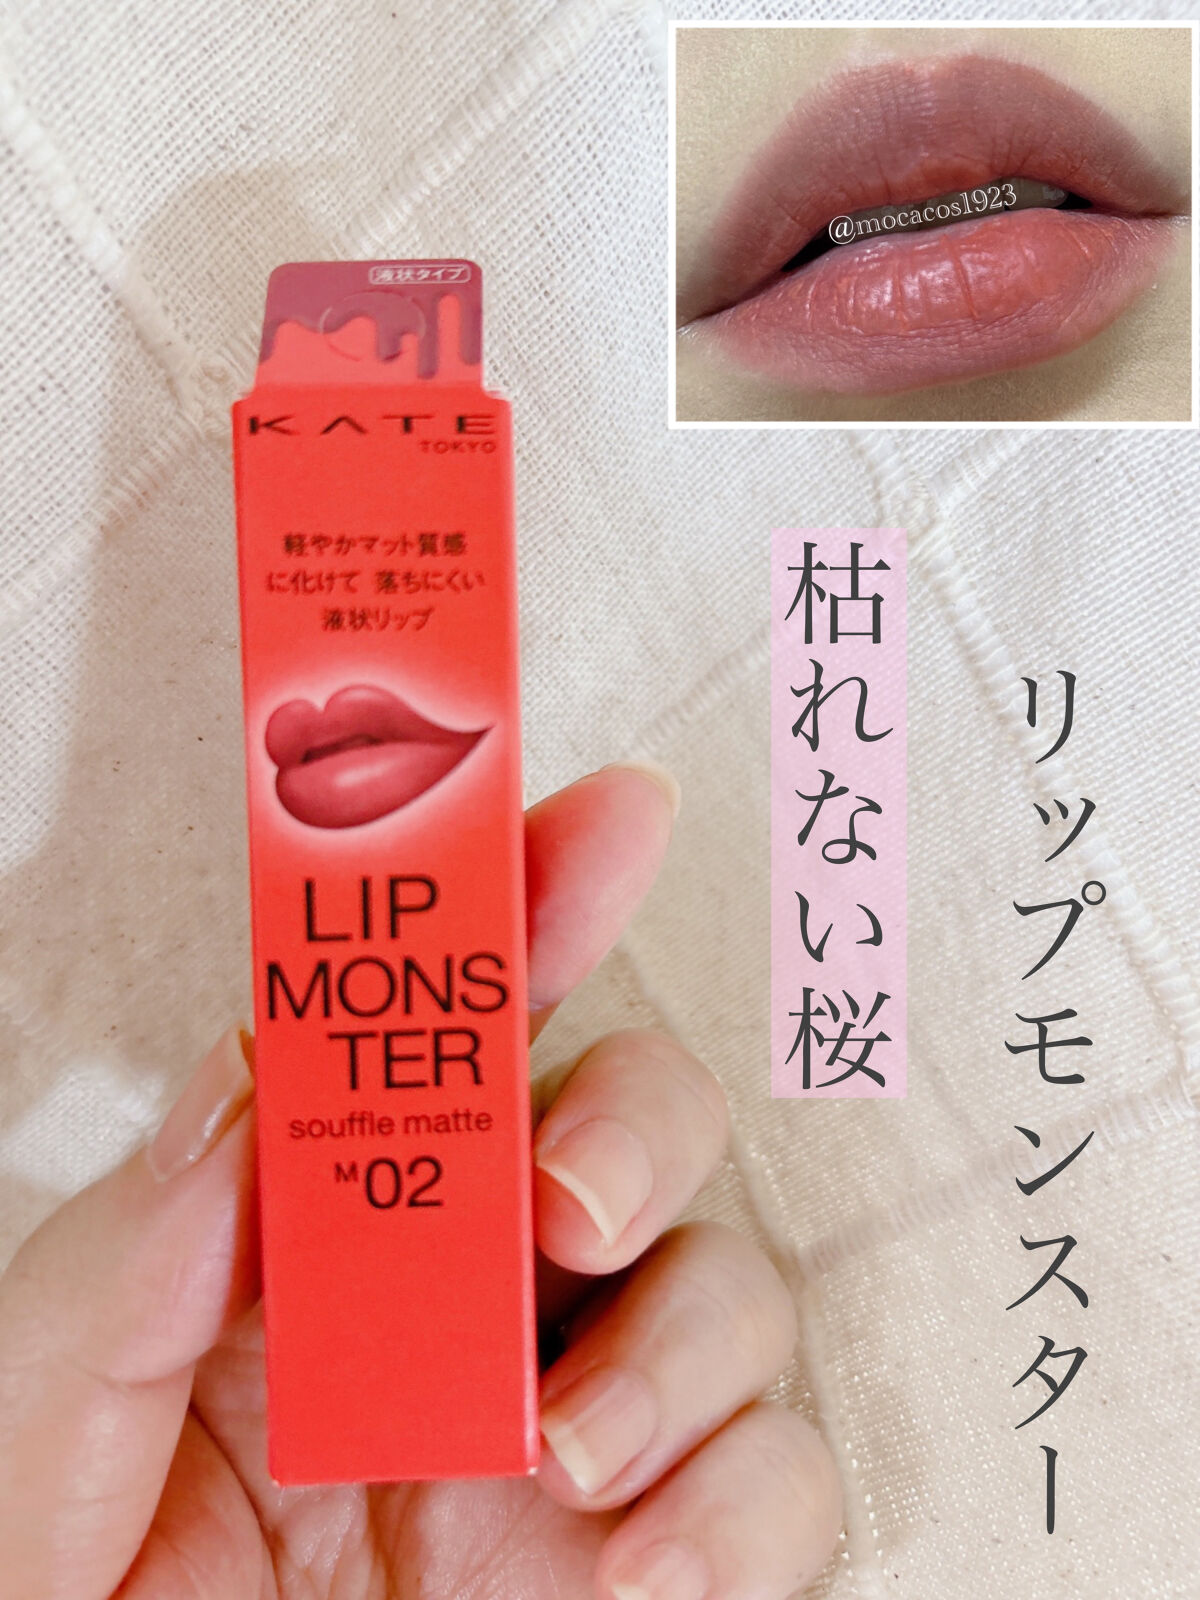 @mocacos1923
液状タイプ
KATE
TOKYO
軽やかマット質感
に化けて 落ちにくい
液状リップ
LIP
MONS
TER
souffle matte
M02
リップモンスター
枯れない桜